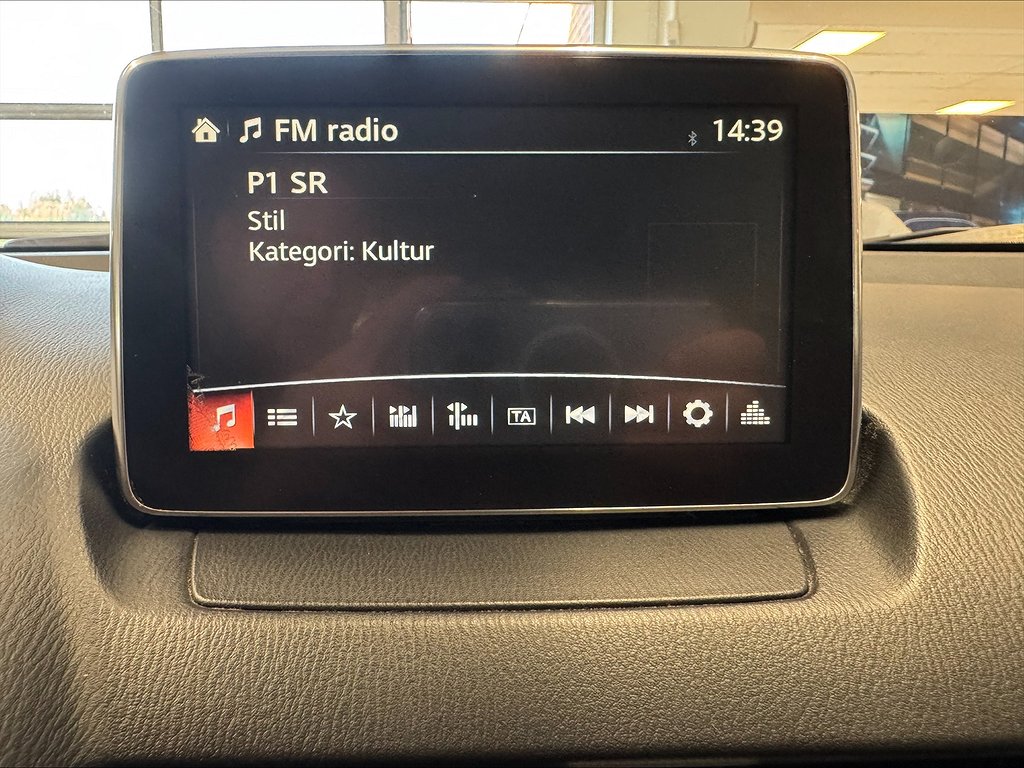 FM radio 14:39
P1 SR
Stil
Kategori: Kultur
TA